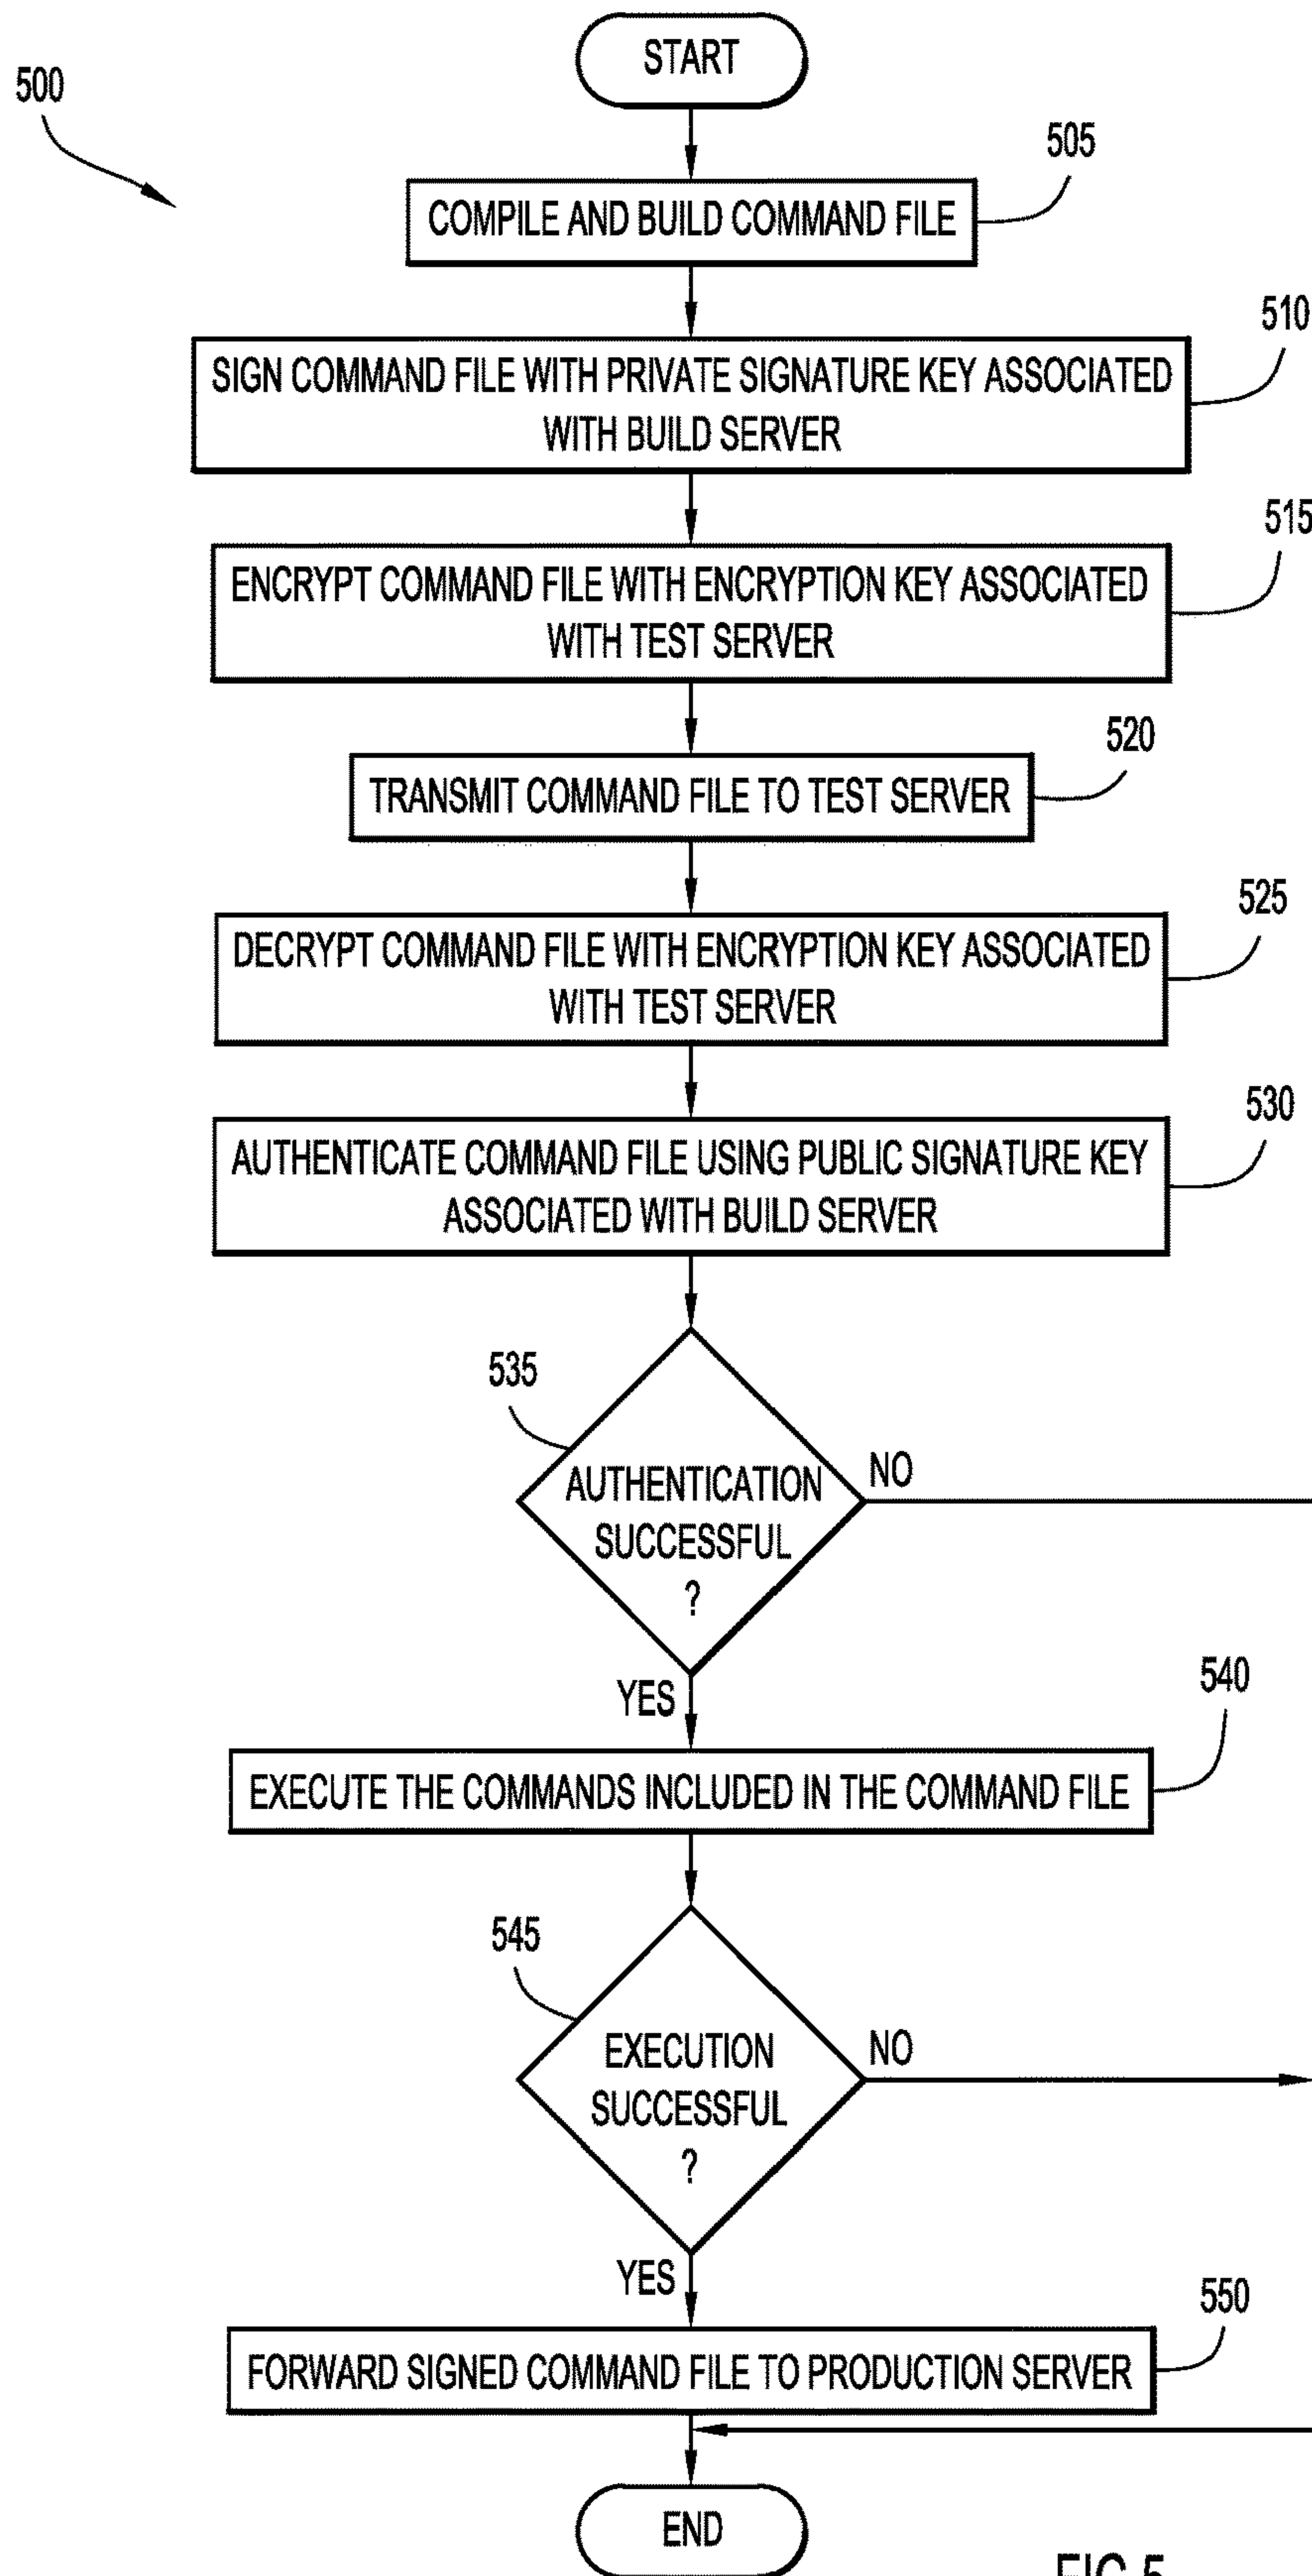 START
500
505
COMPILE AND BUILD COMMAND FILE
510
SIGN COMMAND FILE WITH PRIVATE SIGNATURE KEY ASSOCIATED
WITH BUILD SERVER
515
ENCRYPT COMMAND FILE WITH ENCRYPTION KEY ASSOCIATED
WITH TEST SERVER
520
TRANSMIT COMMAND FILE TO TEST SERVER
525
DECRYPT COMMAND FILE WITH ENCRYPTION KEY ASSOCIATED
WITH TEST SERVER
530
AUTHENTICATE COMMAND FILE USING PUBLIC SIGNATURE KEY
ASSOCIATED WITH BUILD SERVER
535
AUTHENTICATION
SUCCESSFUL
?
NO
YES
540
EXECUTE THE COMMANDS INCLUDED IN THE COMMAND FILE
545
EXECUTION
SUCCESSFUL
?
NO
YES
550
FORWARD SIGNED COMMAND FILE TO PRODUCTION SERVER
END
FIG.5